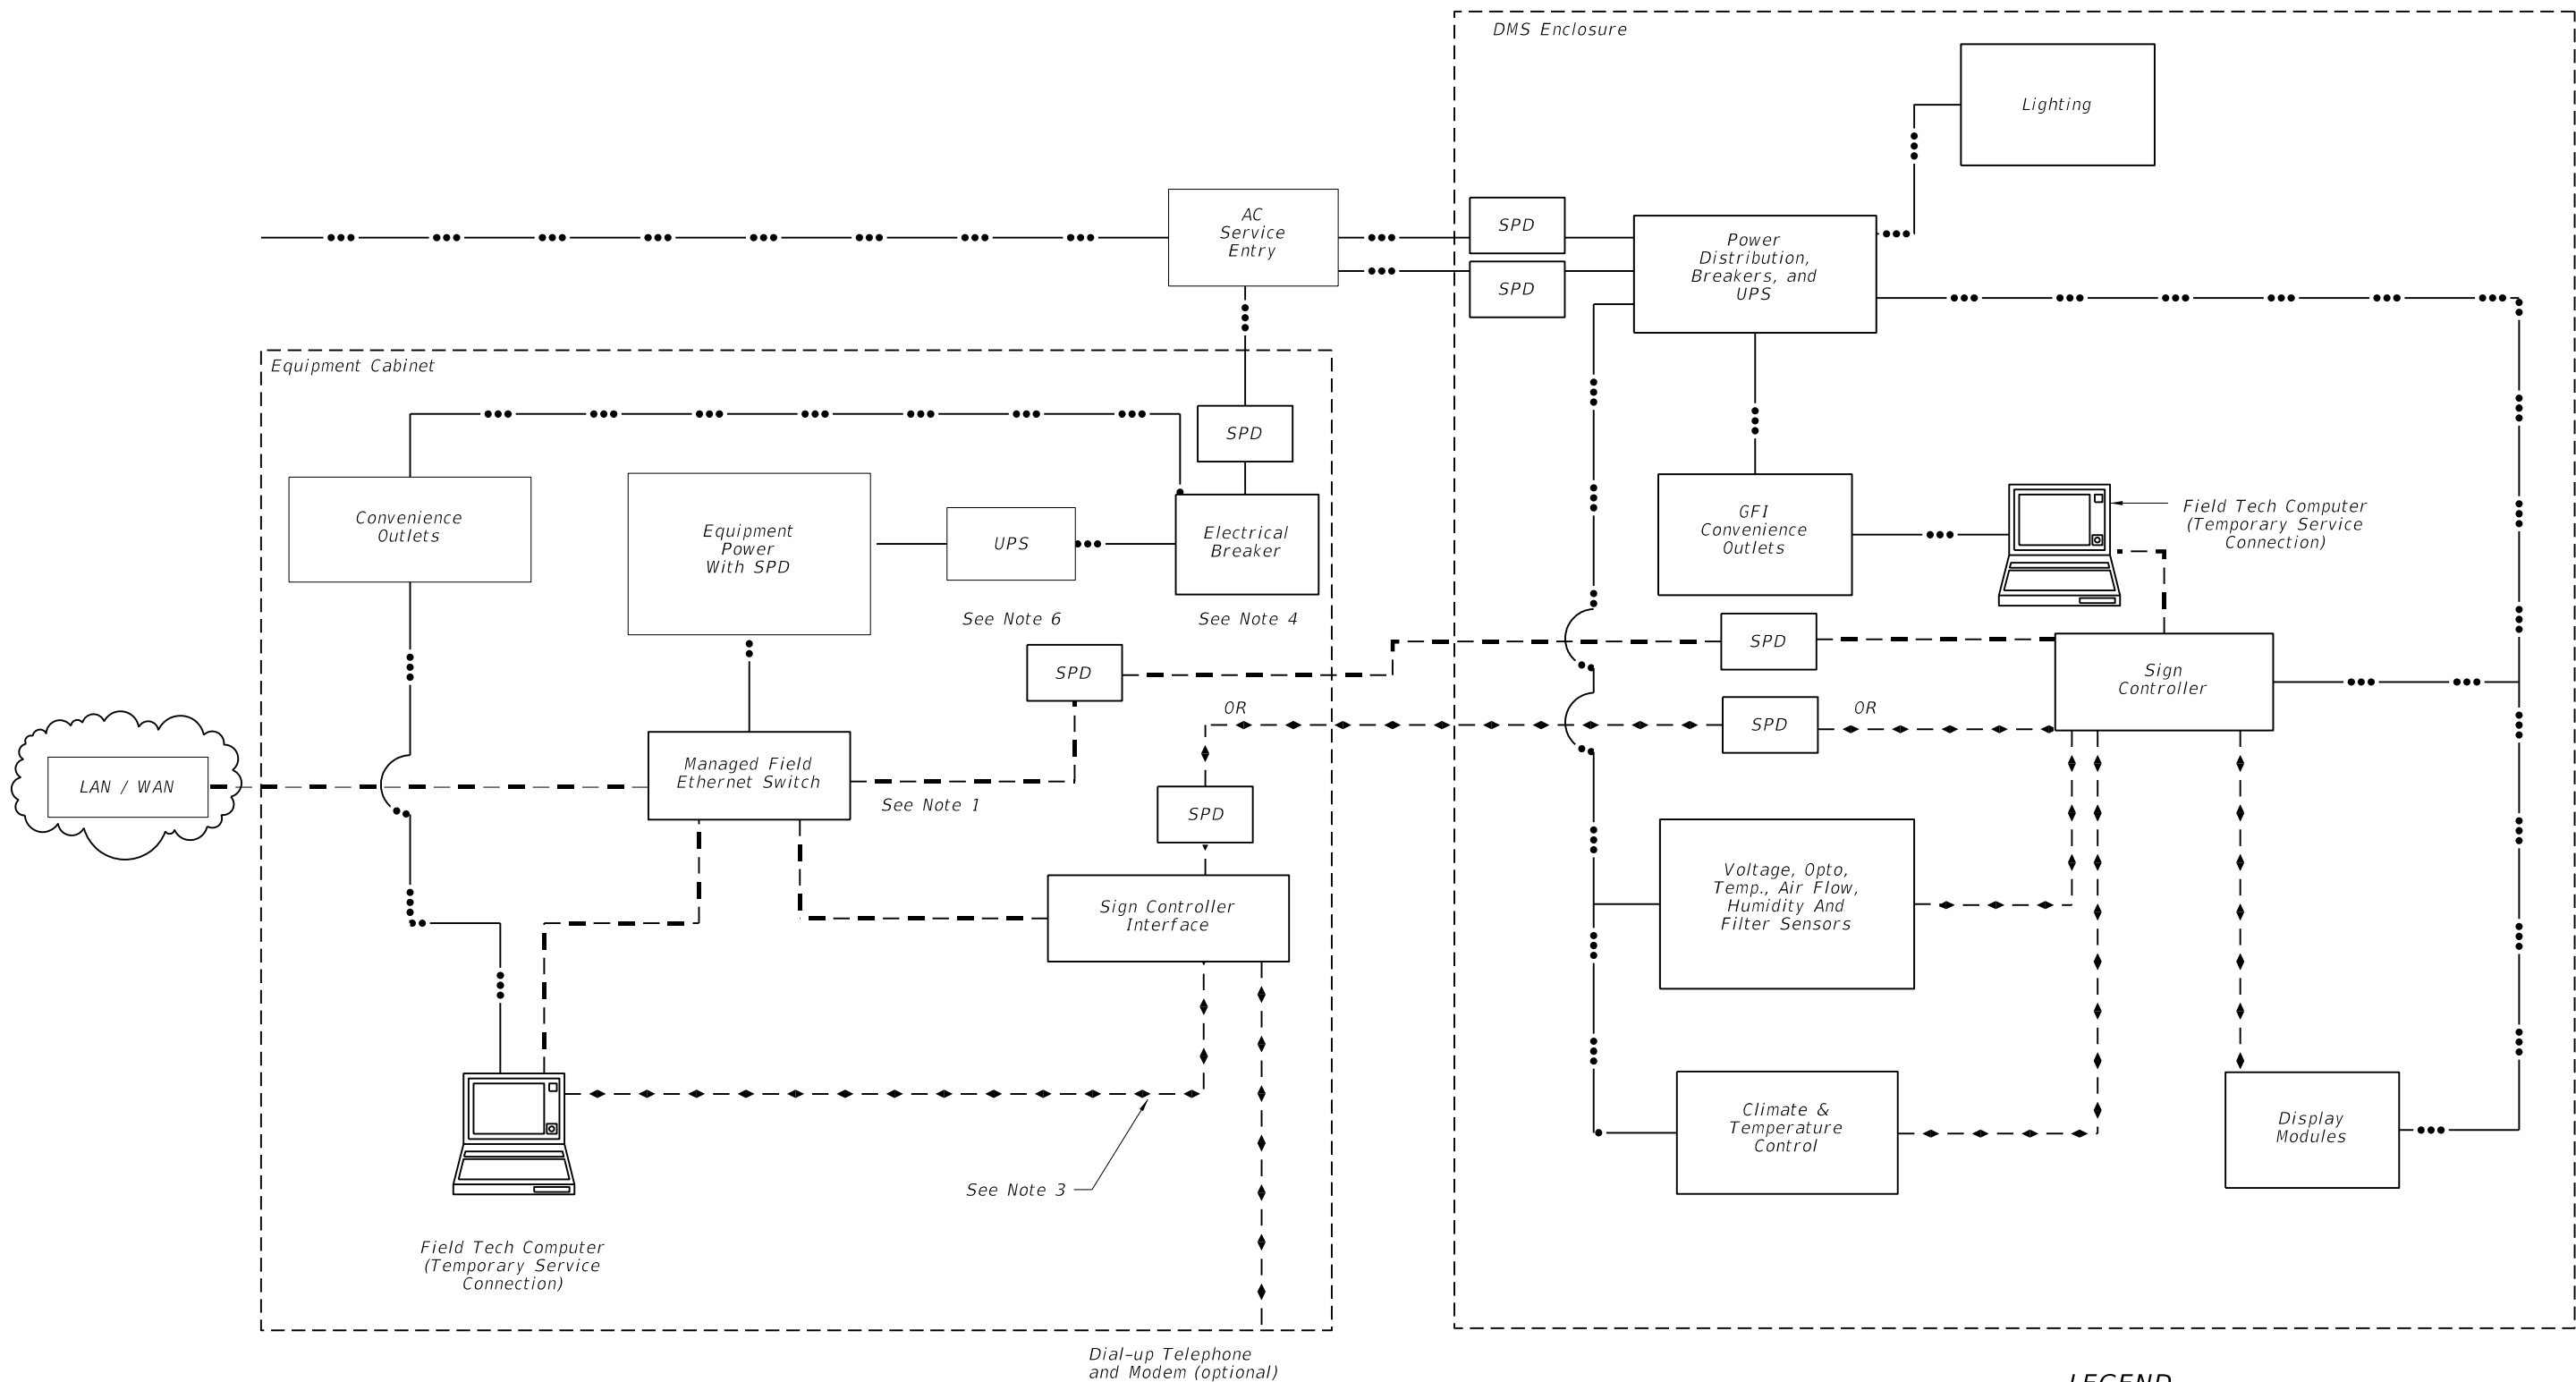 DMS Enclosure
Lighting
AC
Service
Entry
SPD
SPD
Power
Distribution,
Breakers, and
UPS
Equipment Cabinet
SPD
Convenience
Outlets
Equipment
Power
With SPD
UPS
Electrical
Breaker
See Note 6
See Note 4
GFI
Convenience
Outlets
Field Tech Computer
(Temporary Service
Connection)
SPD
SPD
Sign
Controller
OR
SPD
OR
LAN / WAN
Managed Field
Ethernet Switch
See Note 1
SPD
Sign Controller
Interface
Voltage, Opto,
Temp., Air Flow,
Humidity And
Filter Sensors
See Note 3
Climate &
Temperature
Control
Display
Modules
Field Tech Computer
(Temporary Service
Connection)
Dial-up Telephone
and Modem (optional)
LEGEND